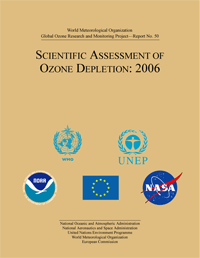 World Meteorological Organization
Global Ozone Research and Monitoring Project—Report No. 50
SCIENTIFIC ASSESSMENT OF
OZONE DEPLETION: 2006
WMO
UNEP
NOAA
NASA
National Oceanic and Atmospheric Administration
National Aeronautics and Space Administration
United Nations Environment Programme
World Meteorological Organization
European Commission